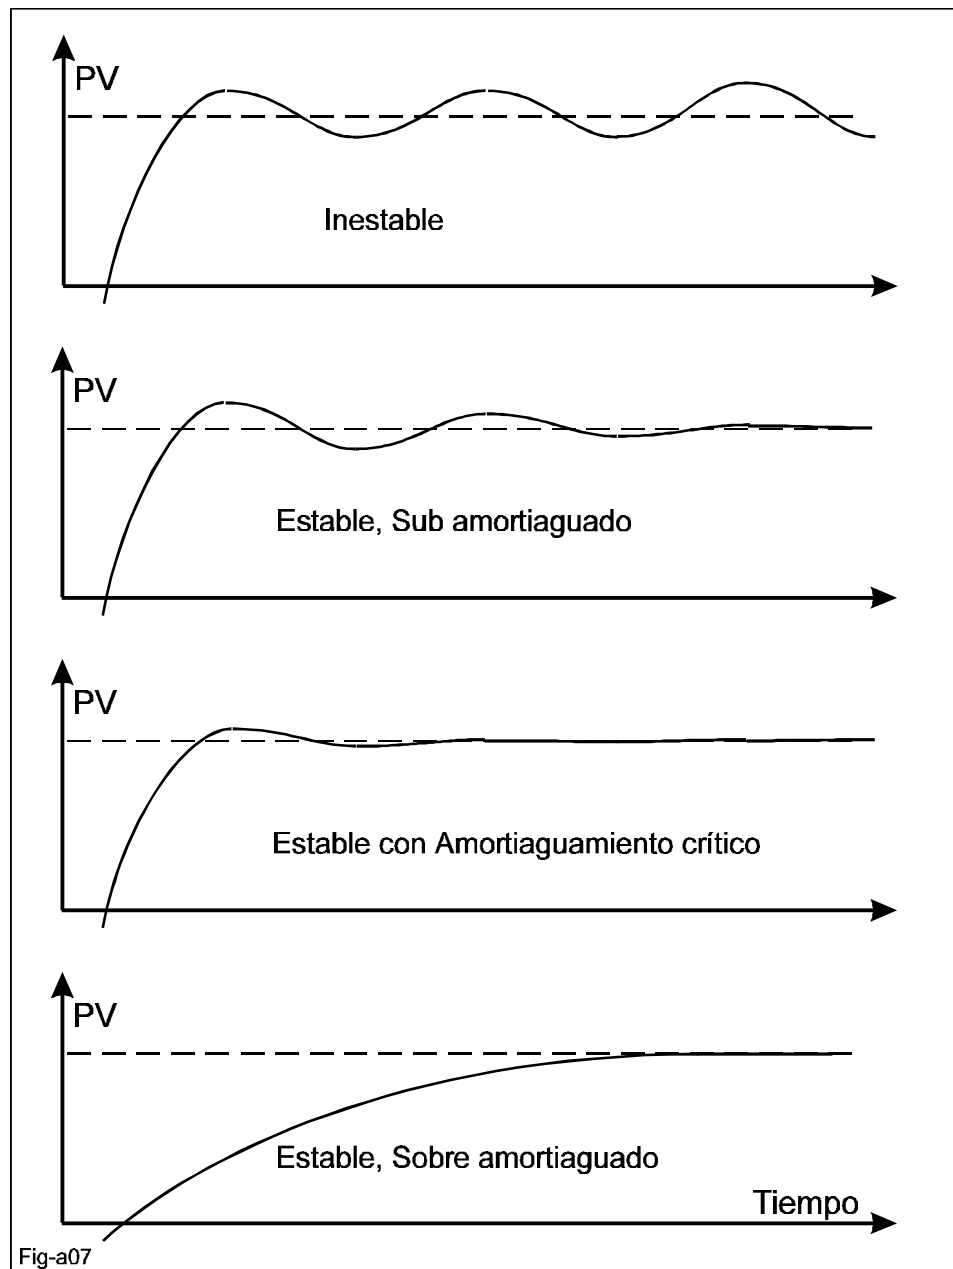 PV
Inestable
PV
Estable, Sub amortiaguado
PV
Estable con Amortiaguamiento crítico
PV
Estable, Sobre amortiaguado
Tiempo
Fig-a07